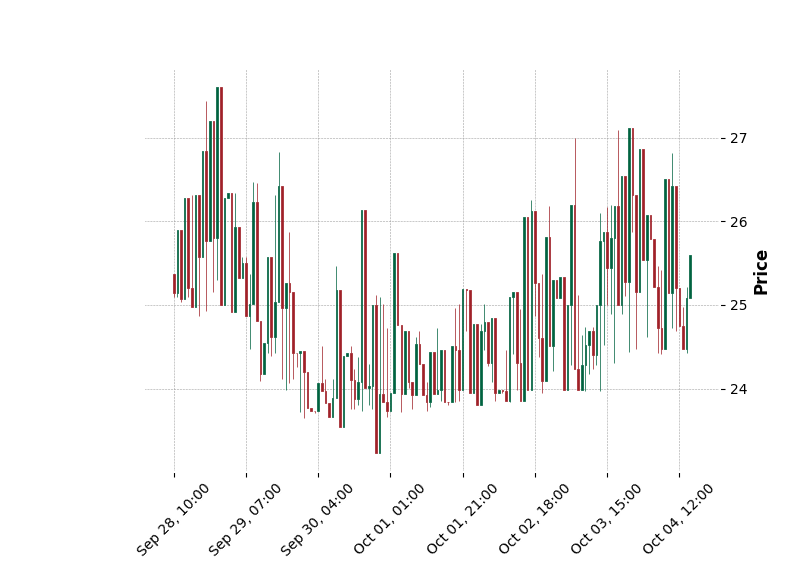 27
26
25
24
Price
Sep 28, 10:00
Sep 29, 07:00
Sep 30, 04:00
Oct 01, 01:00
Oct 01, 21:00
Oct 02, 18:00
Oct 03, 15:00
Oct 04, 12:00